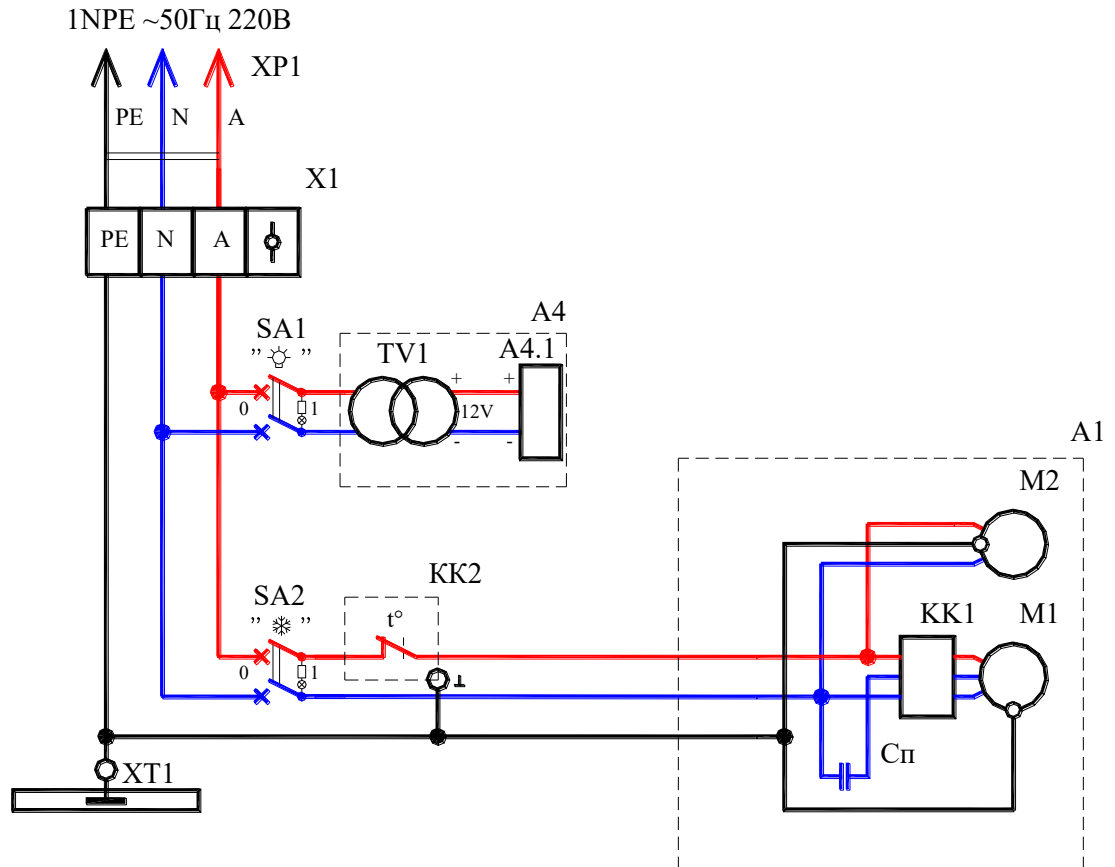 1NPE ~50Гц 220В
XP1
PE N A
X1
PE N A
A4
SA1
TV1
A4.1
" "
+ +
0 1
12V
- -
A1
M2
KK2
SA2
KK1 M1
" "
t°
0 1
Сп
XT1